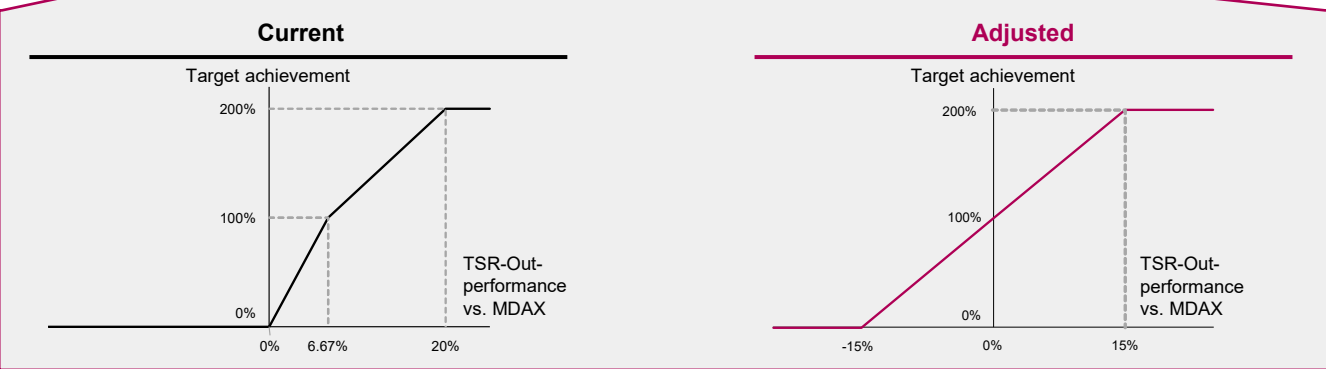 Current
Target achievement
200%
100%
0%
TSR-Out-
performance
vs. MDAX
0%
6.67%
20%
Adjusted
Target achievement
200%
100%
0%
TSR-Out-
performance
vs. MDAX
-15%
0%
15%